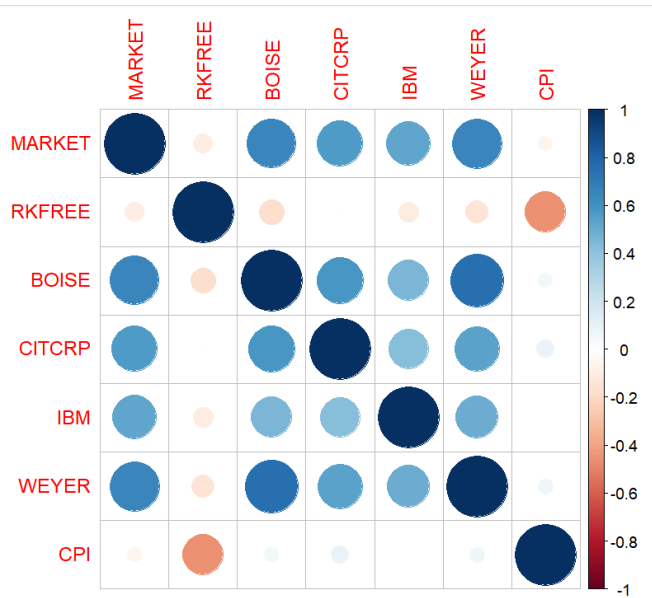 MARKET
RKFREE
BOISE
CITCRP
IBM
WEYER
CPI
MARKET
RKFREE
BOISE
CITCRP
IBM
WEYER
CPI
1
0.8
0.6
0.4
0.2
0
-0.2
-0.4
-0.6
-0.8
-1